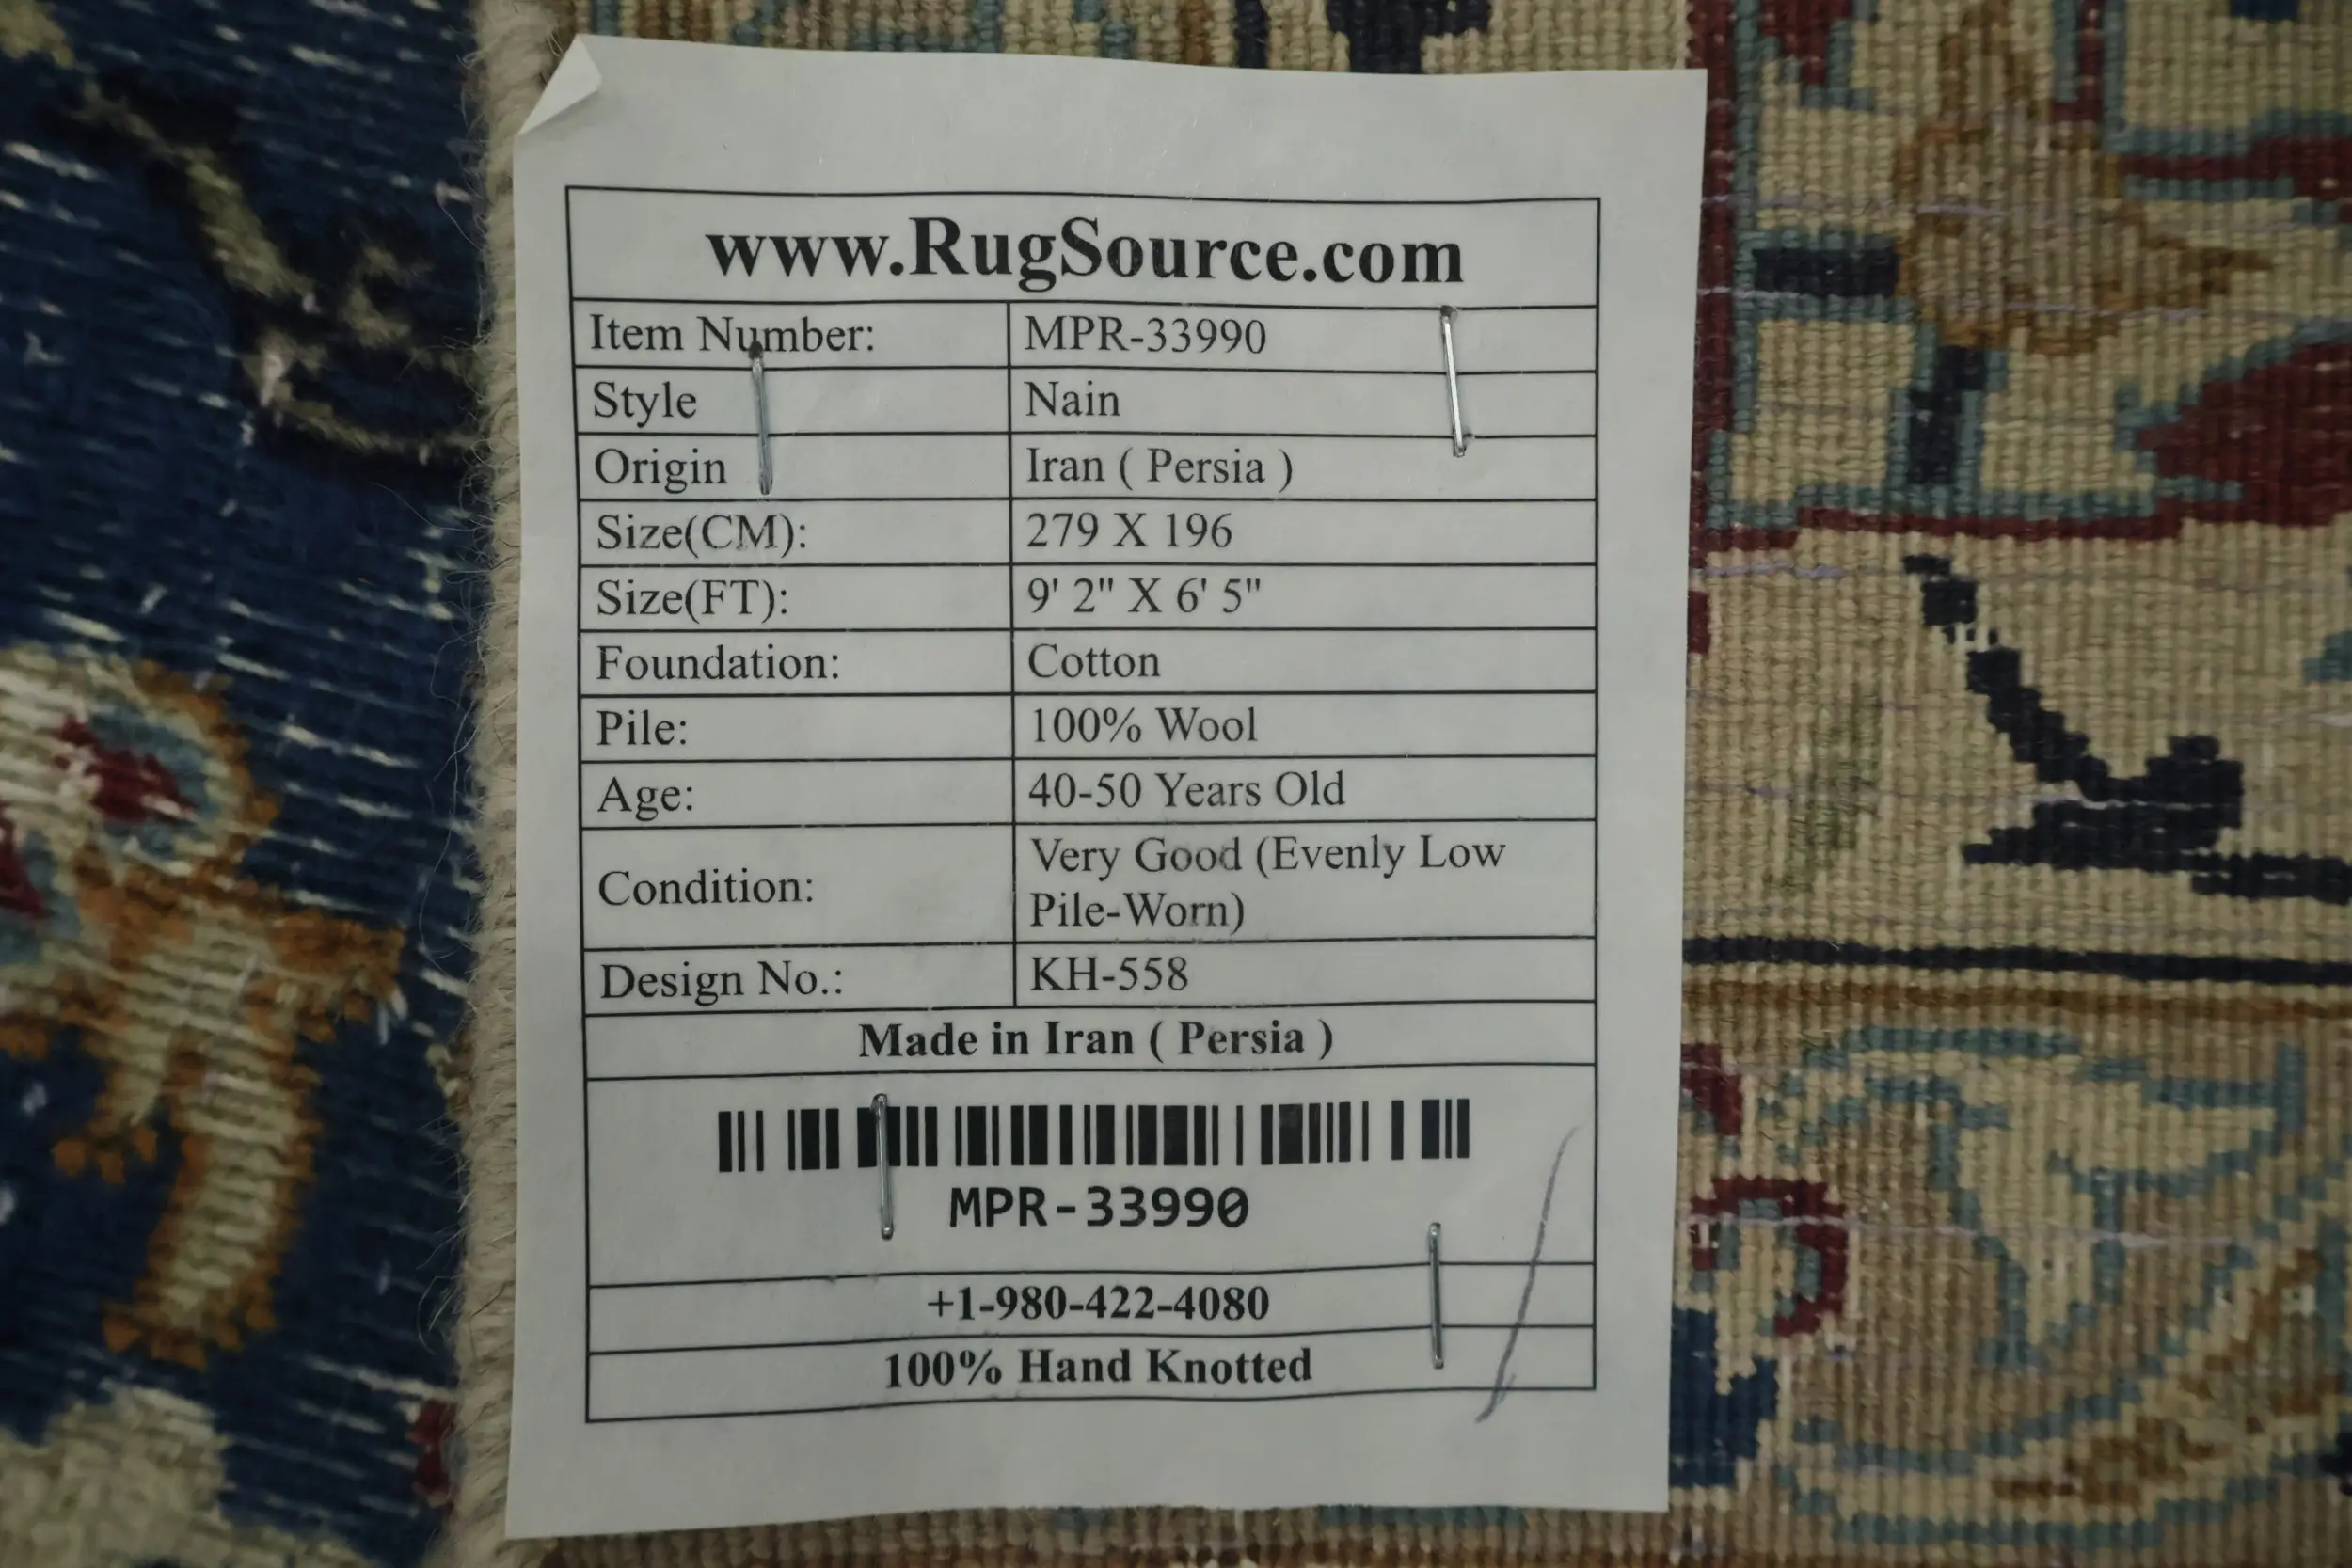 www.RugSource.com
Item Number: MPR-33990
Style Nain
Origin Iran ( Persia )
Size(CM): 279 X 196
Size(FT): 9' 2" X 6' 5"
Foundation: Cotton
Pile: 100% Wool
Age: 40-50 Years Old
Condition: Very Good (Evenly Low
Pile-Worn)
Design No.: KH-558
Made in Iran ( Persia )
MPR-33990
+1-980-422-4080
100% Hand Knotted